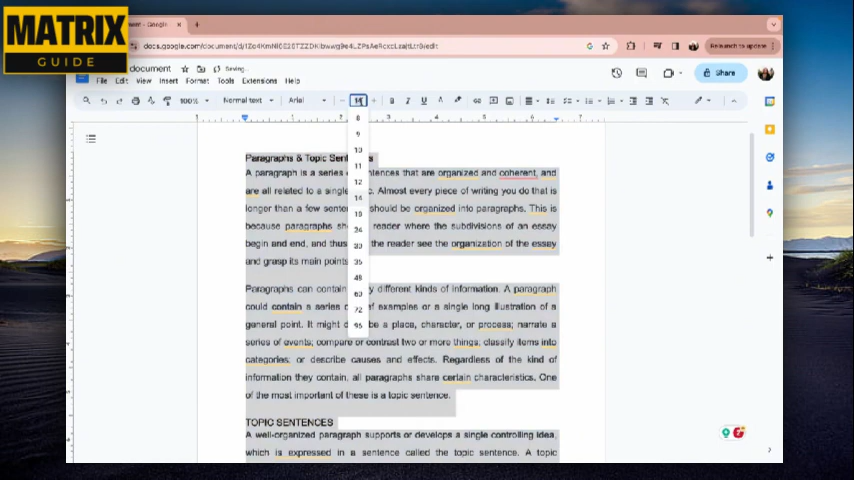 MATRIX
GUIDE
document
Saving...
Share
Relaunch to update
File Edit View Insert Format Tools Extensions Help
100% Normal text Arial
8
9
10
11
12
14
18
24
30
36
48
60
72
96
Paragraphs & Topic Sentences
A paragraph is a series sentences that are organized and coherent, and
are all related to a single Almost every piece of writing you do that is
longer than a few should be organized into paragraphs. This is
because paragraphs reader where the subdivisions of an essay
begin and end, and thus the reader see the organization of the essay
and grasp its main points
Paragraphs can contain different kinds of information. A paragraph
could contain a series of examples or a single long illustration of a
general point. It might be a place, character, or process; narrate a
series of events; compare or contrast two or more things; classify items into
categories; or describe causes and effects. Regardless of the kind of
information they contain, all paragraphs share certain characteristics. One
of the most important of these is a topic sentence.
TOPIC SENTENCES
A well-organized paragraph supports or develops a single controlling idea,
which is expressed in a sentence called the topic sentence. A topic